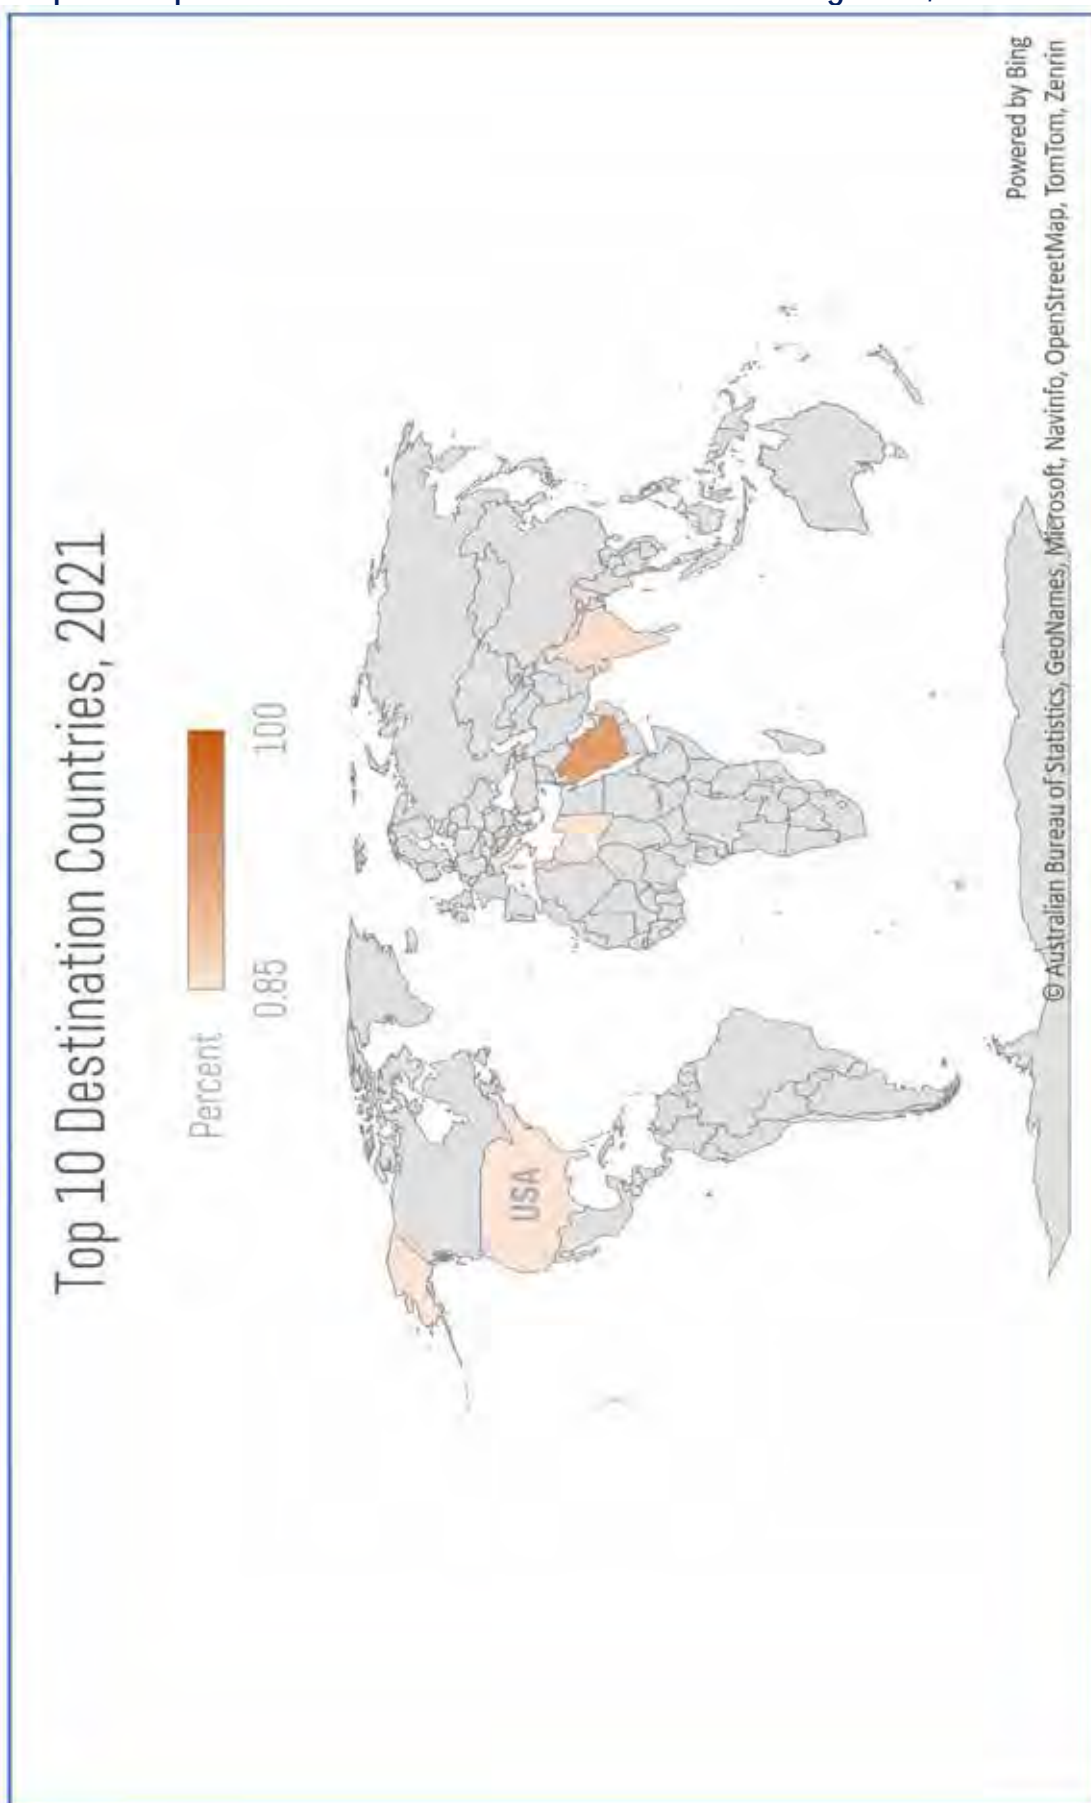 Top 10 Destination Countries, 2021
Percent
0.85
100
USA
Powered by Bing
© Australian Bureau of Statistics, GeoNames, Microsoft, Navinfo, OpenStreetMap, TomTom, Zenrin